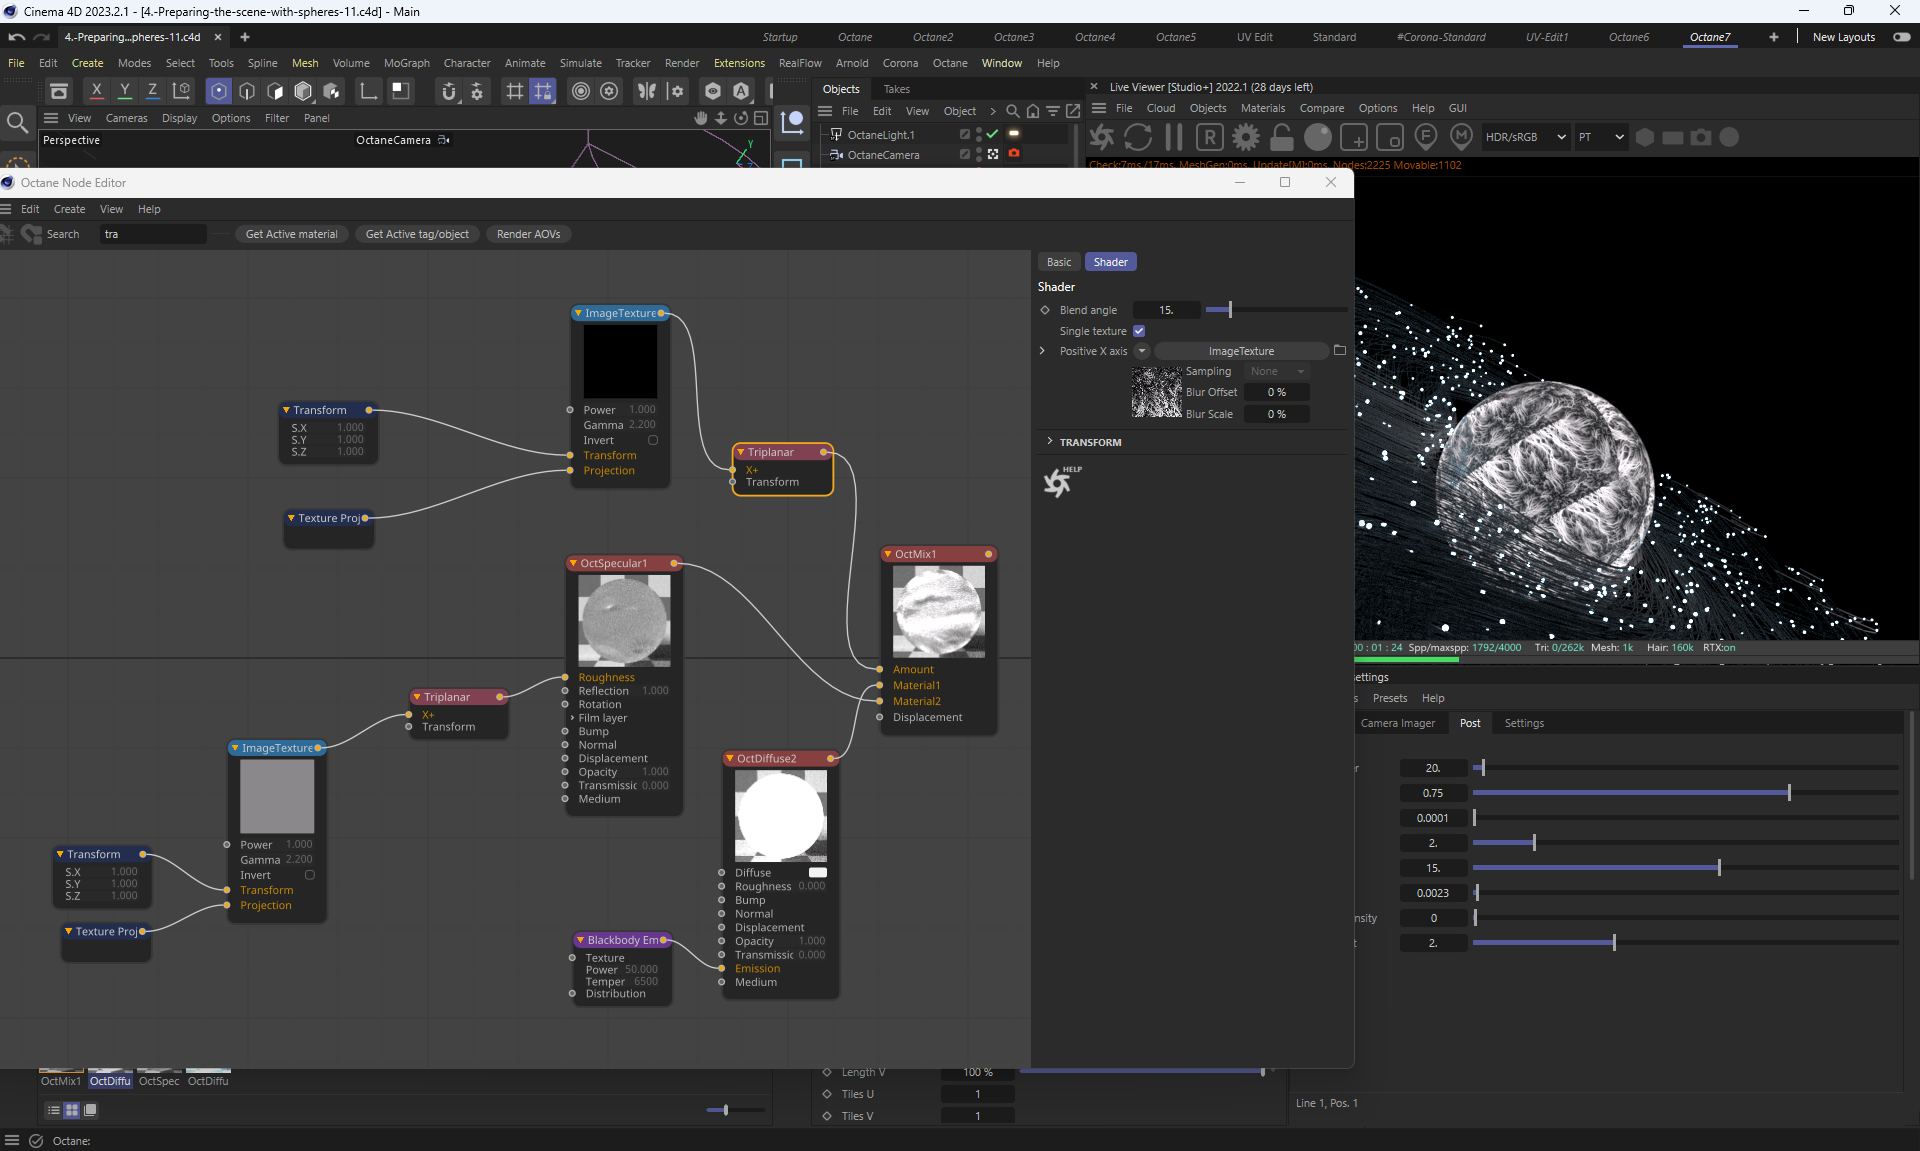 Cinema 4D 2023.2.1 - [4.-Preparing-the-scene-with-spheres-11.c4d] - Main
4.-Preparing...pheres-11.c4d × +
Startup Octane Octane2 Octane3 Octane4 Octane5 UV Edit Standard #Corona-Standard UV-Edit1 Octane6 Octane7 + New Layouts
File Edit Create Modes Select Tools Spline Mesh Volume MoGraph Character Animate Simulate Tracker Render Extensions RealFlow Arnold Corona Octane Window Help
X Y Z
Objects Takes
Live Viewer [Studio+] 2022.1 (28 days left)
View Cameras Display Options Filter Panel
File Edit View Object
File Cloud Objects Materials Compare Options Help GUI
Perspective
OctaneCamera
Y
OctaneLight.1
OctaneCamera
HDR/sRGB
PT
Check:7ms./17ms. MeshGen:0ms. Update[M]:0ms. Nodes:2225 Movable:1102
Octane Node Editor
Edit Create View Help
Search tra
Get Active material Get Active tag/object Render AOVs
Basic Shader
Shader
Blend angle 15.
Single texture
Positive X axis ImageTexture
Sampling None
Blur Offset 0 %
Blur Scale 0 %
TRANSFORM
HELP
ImageTexture
Power 1.000
Gamma 2.200
Invert
Transform
Projection
Transform
S.X 1.000
S.Y 1.000
S.Z 1.000
Texture Proj
Triplanar
X+
Transform
OctSpecular1
Roughness
Reflection 1.000
Rotation
Film layer
Bump
Normal
Displacement
Opacity 1.000
Transmissic 0.000
Medium
OctMix1
Amount
Material1
Material2
Displacement
Triplanar
X+
Transform
ImageTexture
Power 1.000
Gamma 2.200
Invert
Transform
Projection
Transform
S.X 1.000
S.Y 1.000
S.Z 1.000
Texture Proj
OctDiffuse2
Diffuse
Roughness 0.000
Bump
Normal
Displacement
Opacity 1.000
Transmissic 0.000
Emission
Medium
Blackbody Em
Texture
Power 50.000
Temper 6500
Distribution
00 : 01 : 24 Spp/maxspp: 1792/4000 Tri: 0/262k Mesh: 1k Hair: 160k RTX:on
ettings
s Presets Help
Camera Imager Post Settings
r 20.
0.75
0.0001
2.
15.
0.0023
nsity 0
t 2.
OctMix1 OctDiffu OctSpec OctDiffu
Length V 100 %
Tiles U 1
Tiles V 1
Line 1, Pos. 1
Octane: